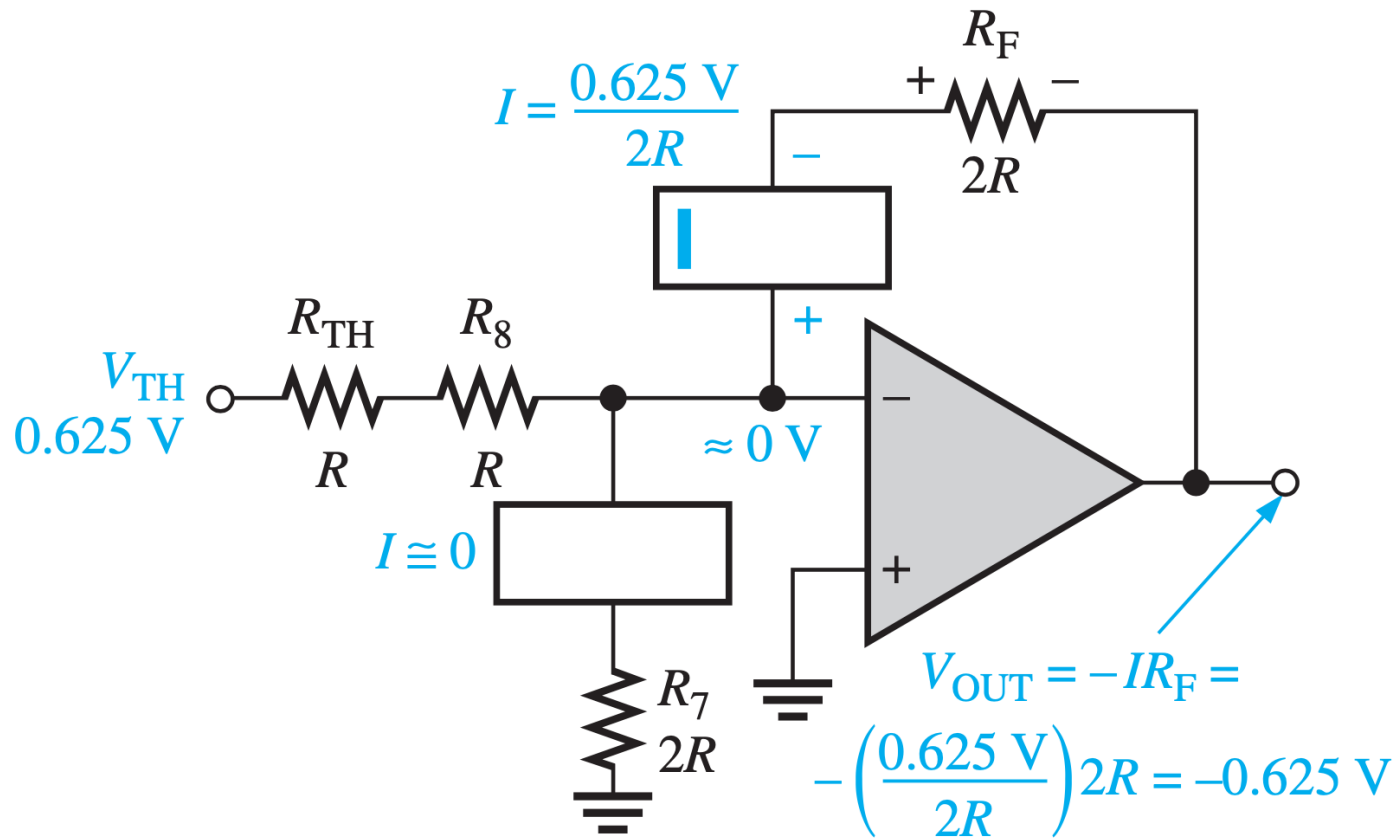 R_F
+ −
I = 0.625 V / 2R
2R
−
R_TH R_8
+
V_TH
0.625 V
−
≈ 0 V
R R
I ≅ 0
+
R_7
2R
V_OUT = −IR_F =
−(0.625 V / 2R) 2R = −0.625 V